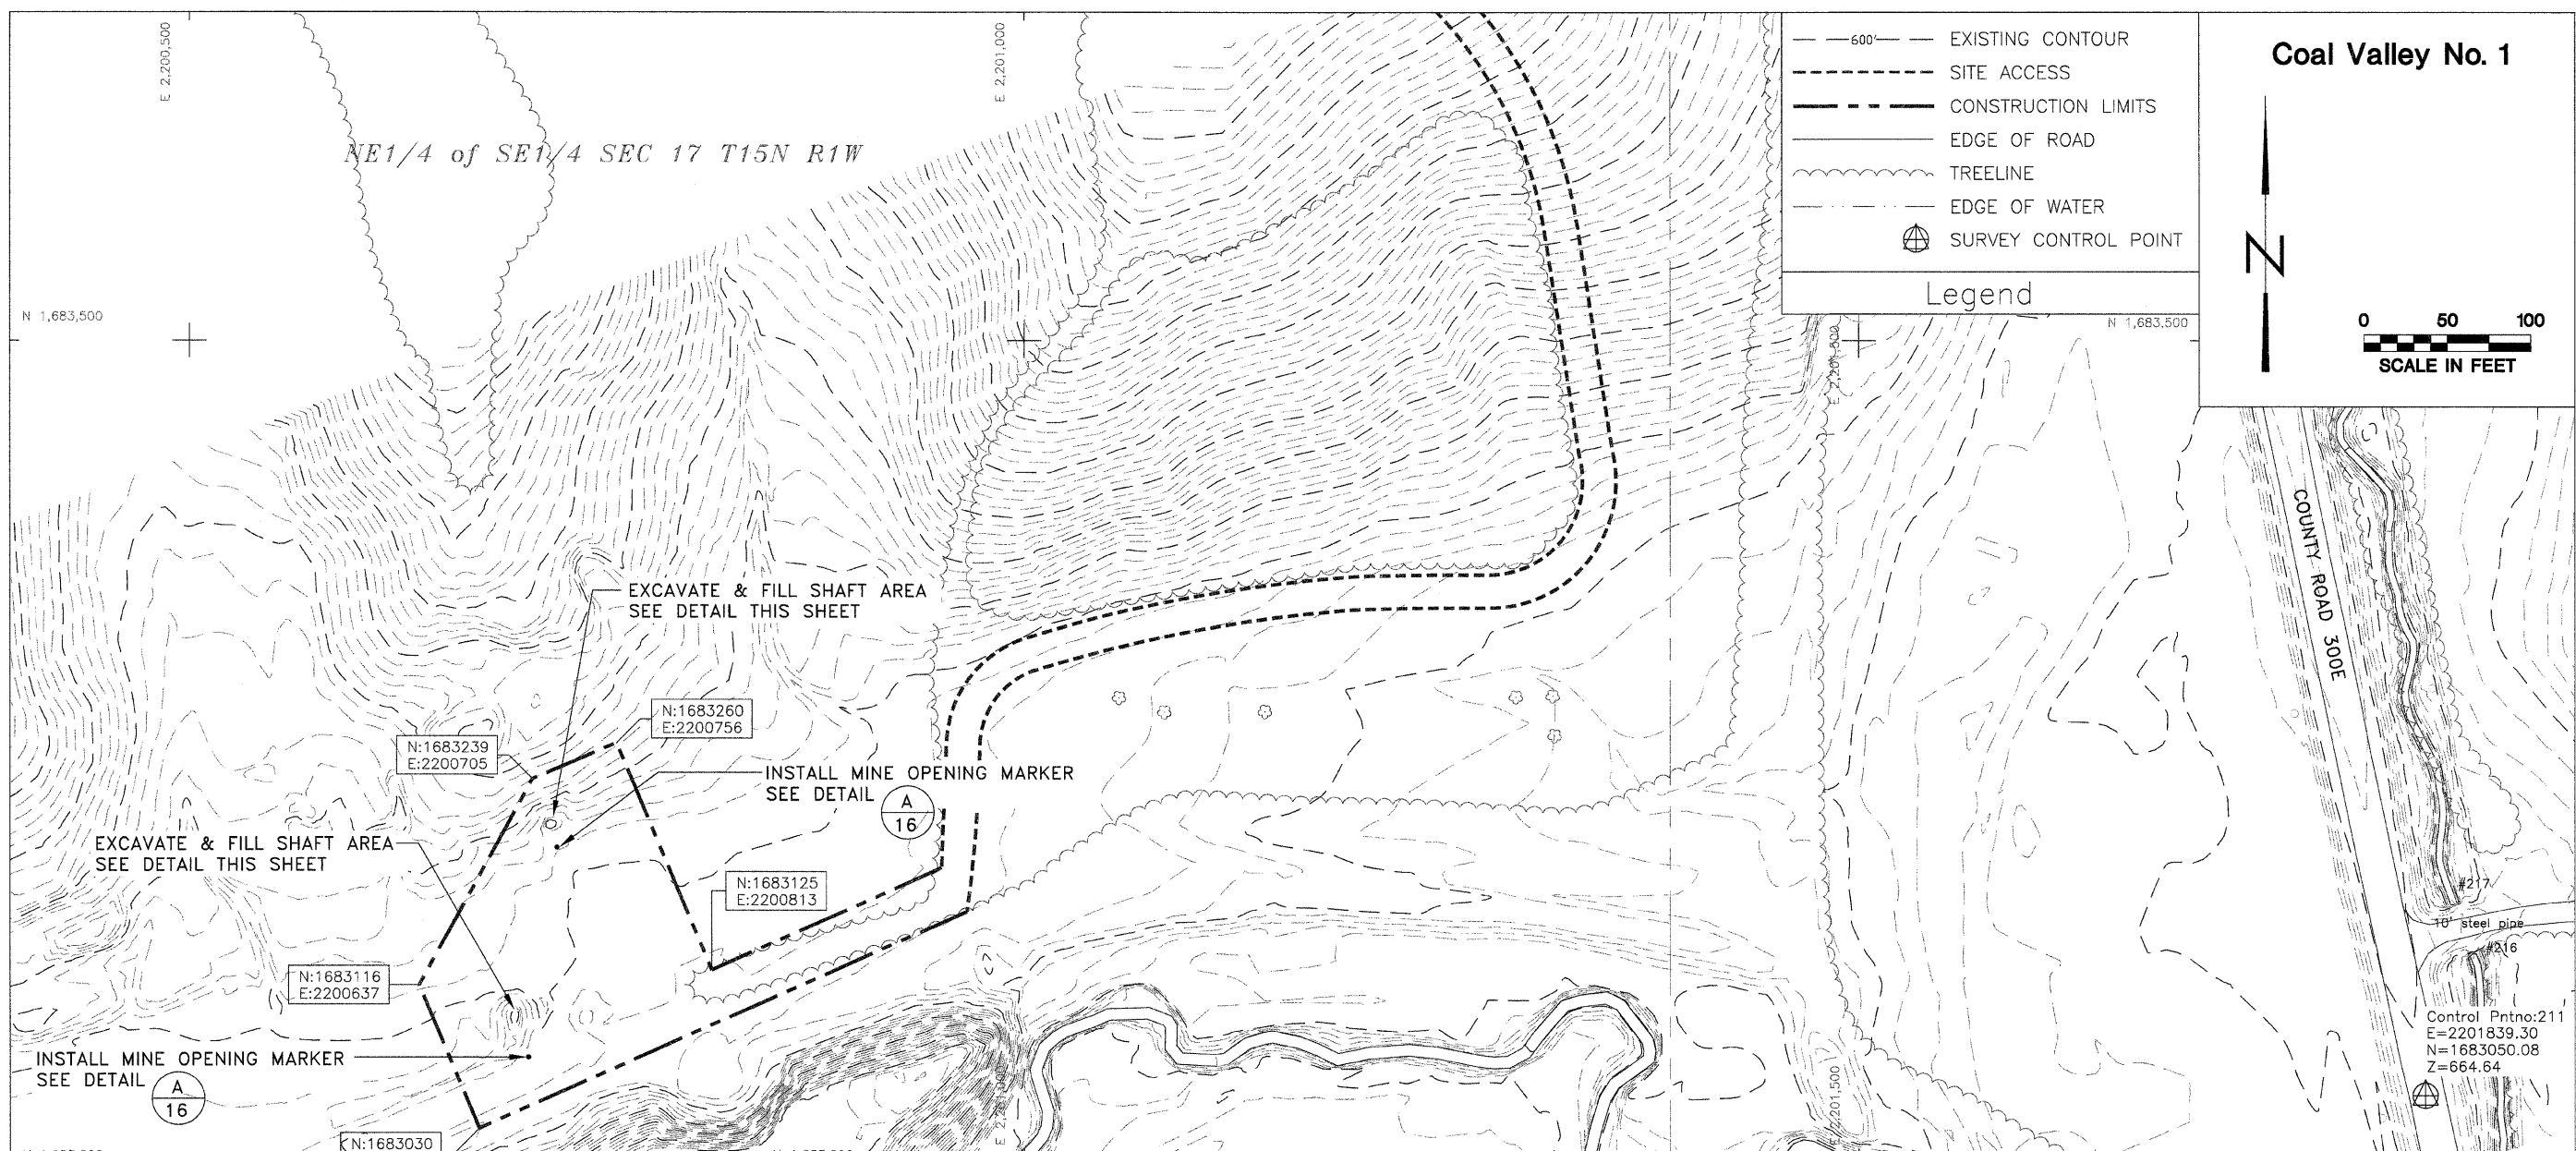 E 2,200,500
E 2,201,000
NE1/4 of SE1/4 SEC 17 T15N R1W
600'
EXISTING CONTOUR
SITE ACCESS
CONSTRUCTION LIMITS
EDGE OF ROAD
TREELINE
EDGE OF WATER
SURVEY CONTROL POINT
Legend
Coal Valley No. 1
N
0 50 100
SCALE IN FEET
N 1,683,500
N 1,683,500
E 2,201,500
COUNTY ROAD 300E
EXCAVATE & FILL SHAFT AREA
SEE DETAIL THIS SHEET
N:1683260
E:2200756
N:1683239
E:2200705
INSTALL MINE OPENING MARKER
SEE DETAIL
A
16
EXCAVATE & FILL SHAFT AREA
SEE DETAIL THIS SHEET
N:1683125
E:2200813
#217
10' steel pipe
#216
N:1683116
E:2200637
Control Pntno:211
E=2201839.30
N=1683050.08
Z=664.64
INSTALL MINE OPENING MARKER
SEE DETAIL
A
16
E 2,201,500
N:1683030